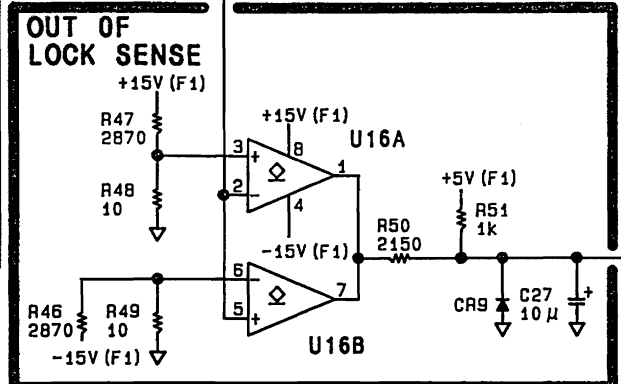 OUT OF
LOCK SENSE
+15V (F1)
R47
2870
+15V (F1)
U16A
3
+
8
1
2
-
4
R48
10
-15V (F1)
+5V (F1)
R51
1k
R50
2150
6
-
7
5
+
R46
2870
R49
10
-15V (F1)
U16B
CR9
C27
10 µ
+